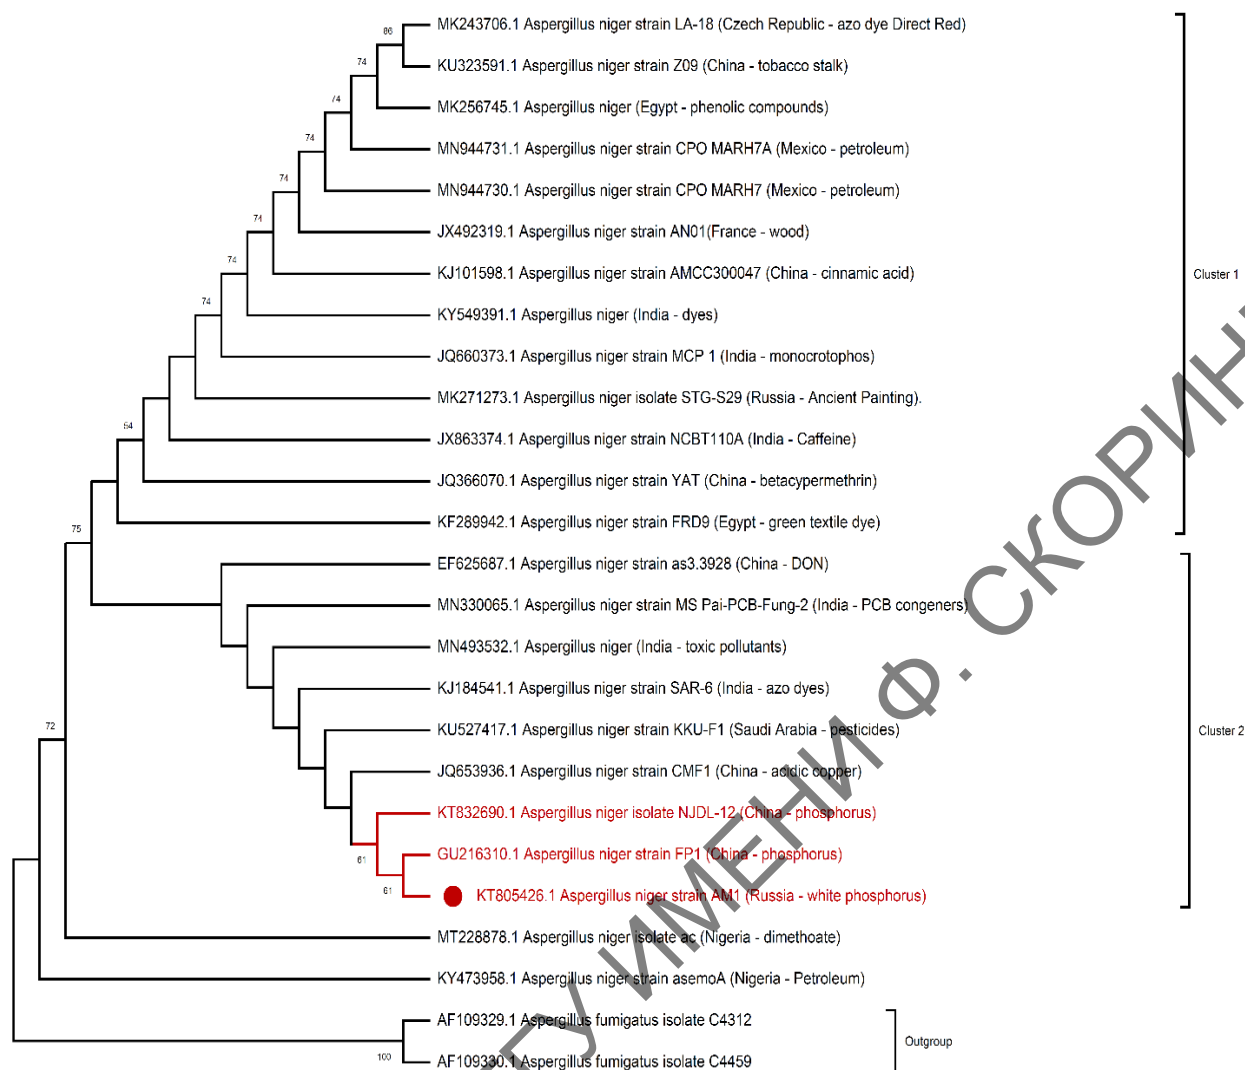 MK243706.1 Aspergillus niger strain LA-18 (Czech Republic - azo dye Direct Red)
86
KU323591.1 Aspergillus niger strain Z09 (China - tobacco stalk)
74
MK256745.1 Aspergillus niger (Egypt - phenolic compounds)
74
MN944731.1 Aspergillus niger strain CPO MARH7A (Mexico - petroleum)
74
MN944730.1 Aspergillus niger strain CPO MARH7 (Mexico - petroleum)
74
JX492319.1 Aspergillus niger strain AN01(France - wood)
74
KJ101598.1 Aspergillus niger strain AMCC300047 (China - cinnamic acid)
Cluster 1
74
KY549391.1 Aspergillus niger (India - dyes)
74
JQ660373.1 Aspergillus niger strain MCP 1 (India - monocrotophos)
MK271273.1 Aspergillus niger isolate STG-S29 (Russia - Ancient Painting).
64
JX863374.1 Aspergillus niger strain NCBT110A (India - Caffeine)
JQ366070.1 Aspergillus niger strain YAT (China - betacypermethrin)
KF289942.1 Aspergillus niger strain FRD9 (Egypt - green textile dye)
75
EF625687.1 Aspergillus niger strain as3.3928 (China - DON)
MN330065.1 Aspergillus niger strain MS Pai-PCB-Fung-2 (India - PCB congeners)
MN493532.1 Aspergillus niger (India - toxic pollutants)
KJ184541.1 Aspergillus niger strain SAR-6 (India - azo dyes)
72
KU527417.1 Aspergillus niger strain KKU-F1 (Saudi Arabia - pesticides)
Cluster 2
JQ653936.1 Aspergillus niger strain CMF1 (China - acidic copper)
KT832690.1 Aspergillus niger isolate NJDL-12 (China - phosphorus)
61
GU216310.1 Aspergillus niger strain FP1 (China - phosphorus)
61
KT805426.1 Aspergillus niger strain AM1 (Russia - white phosphorus)
MT228878.1 Aspergillus niger isolate ac (Nigeria - dimethoate)
KY473958.1 Aspergillus niger strain asemoA (Nigeria - Petroleum)
AF109329.1 Aspergillus fumigatus isolate C4312
Outgroup
100
AF109330.1 Aspergillus fumigatus isolate C4459
ГУ ИМЕНИ Ф. СКОРИН